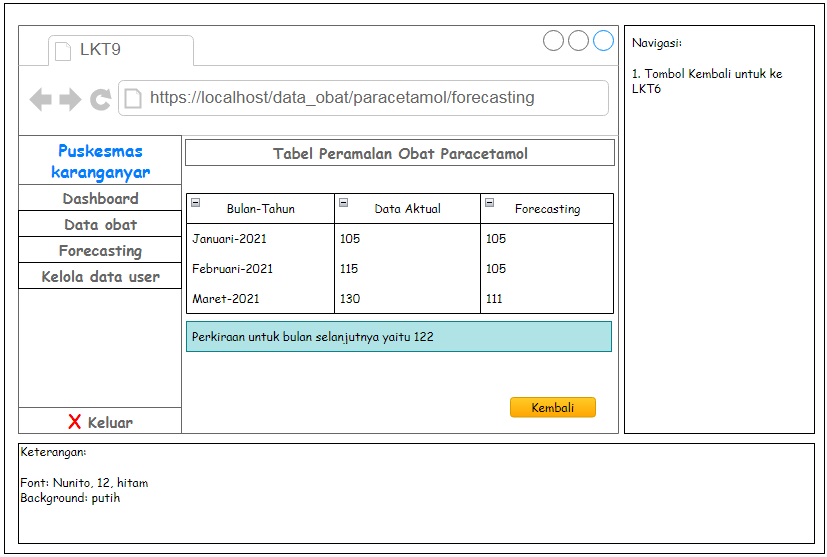 LKT9
https://localhost/data_obat/paracetamol/forecasting
Puskesmas
karanganyar
Dashboard
Data obat
Forecasting
Kelola data user
Keluar
Tabel Peramalan Obat Paracetamol
Bulan-Tahun Data Aktual Forecasting
Januari-2021 105 105
Februari-2021 115 105
Maret-2021 130 111
Perkiraan untuk bulan selanjutnya yaitu 122
Kembali
Navigasi:
1. Tombol Kembali untuk ke
LKT6
Keterangan:
Font: Nunito, 12, hitam
Background: putih